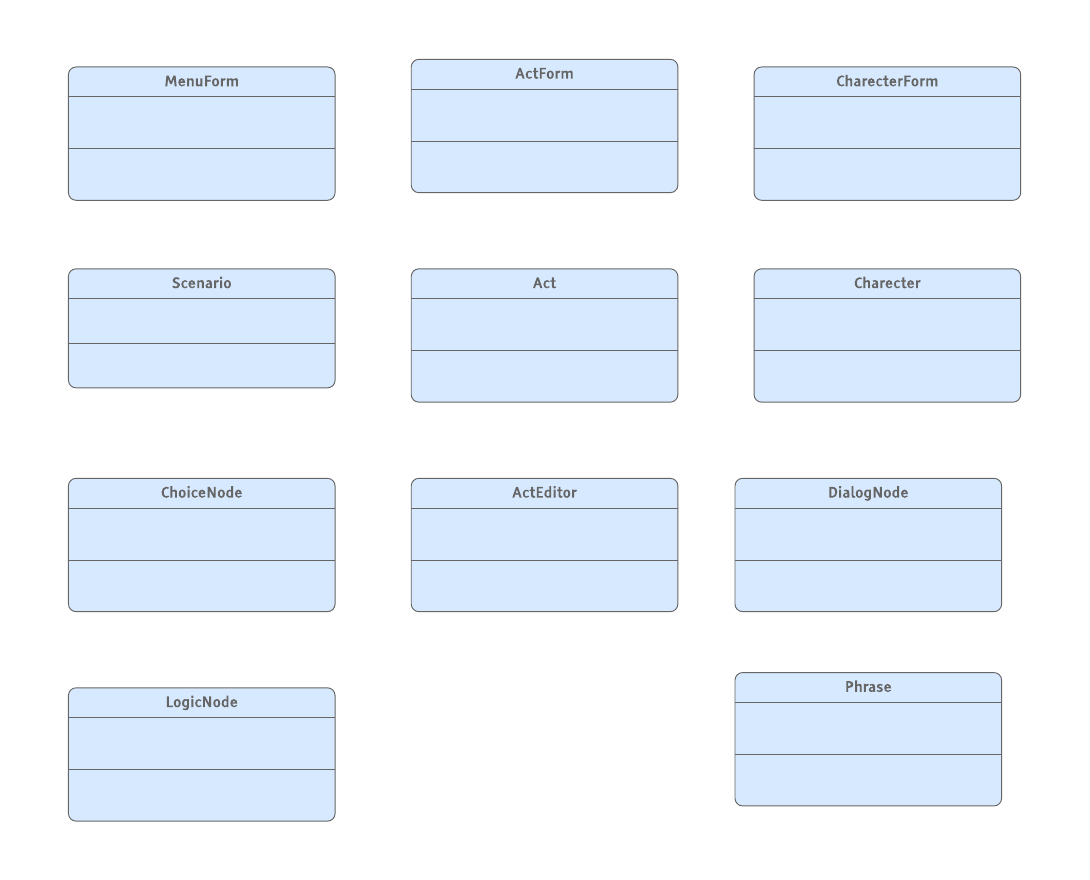 MenuForm
ActForm
CharecterForm
Scenario
Act
Charecter
ChoiceNode
ActEditor
DialogNode
LogicNode
Phrase